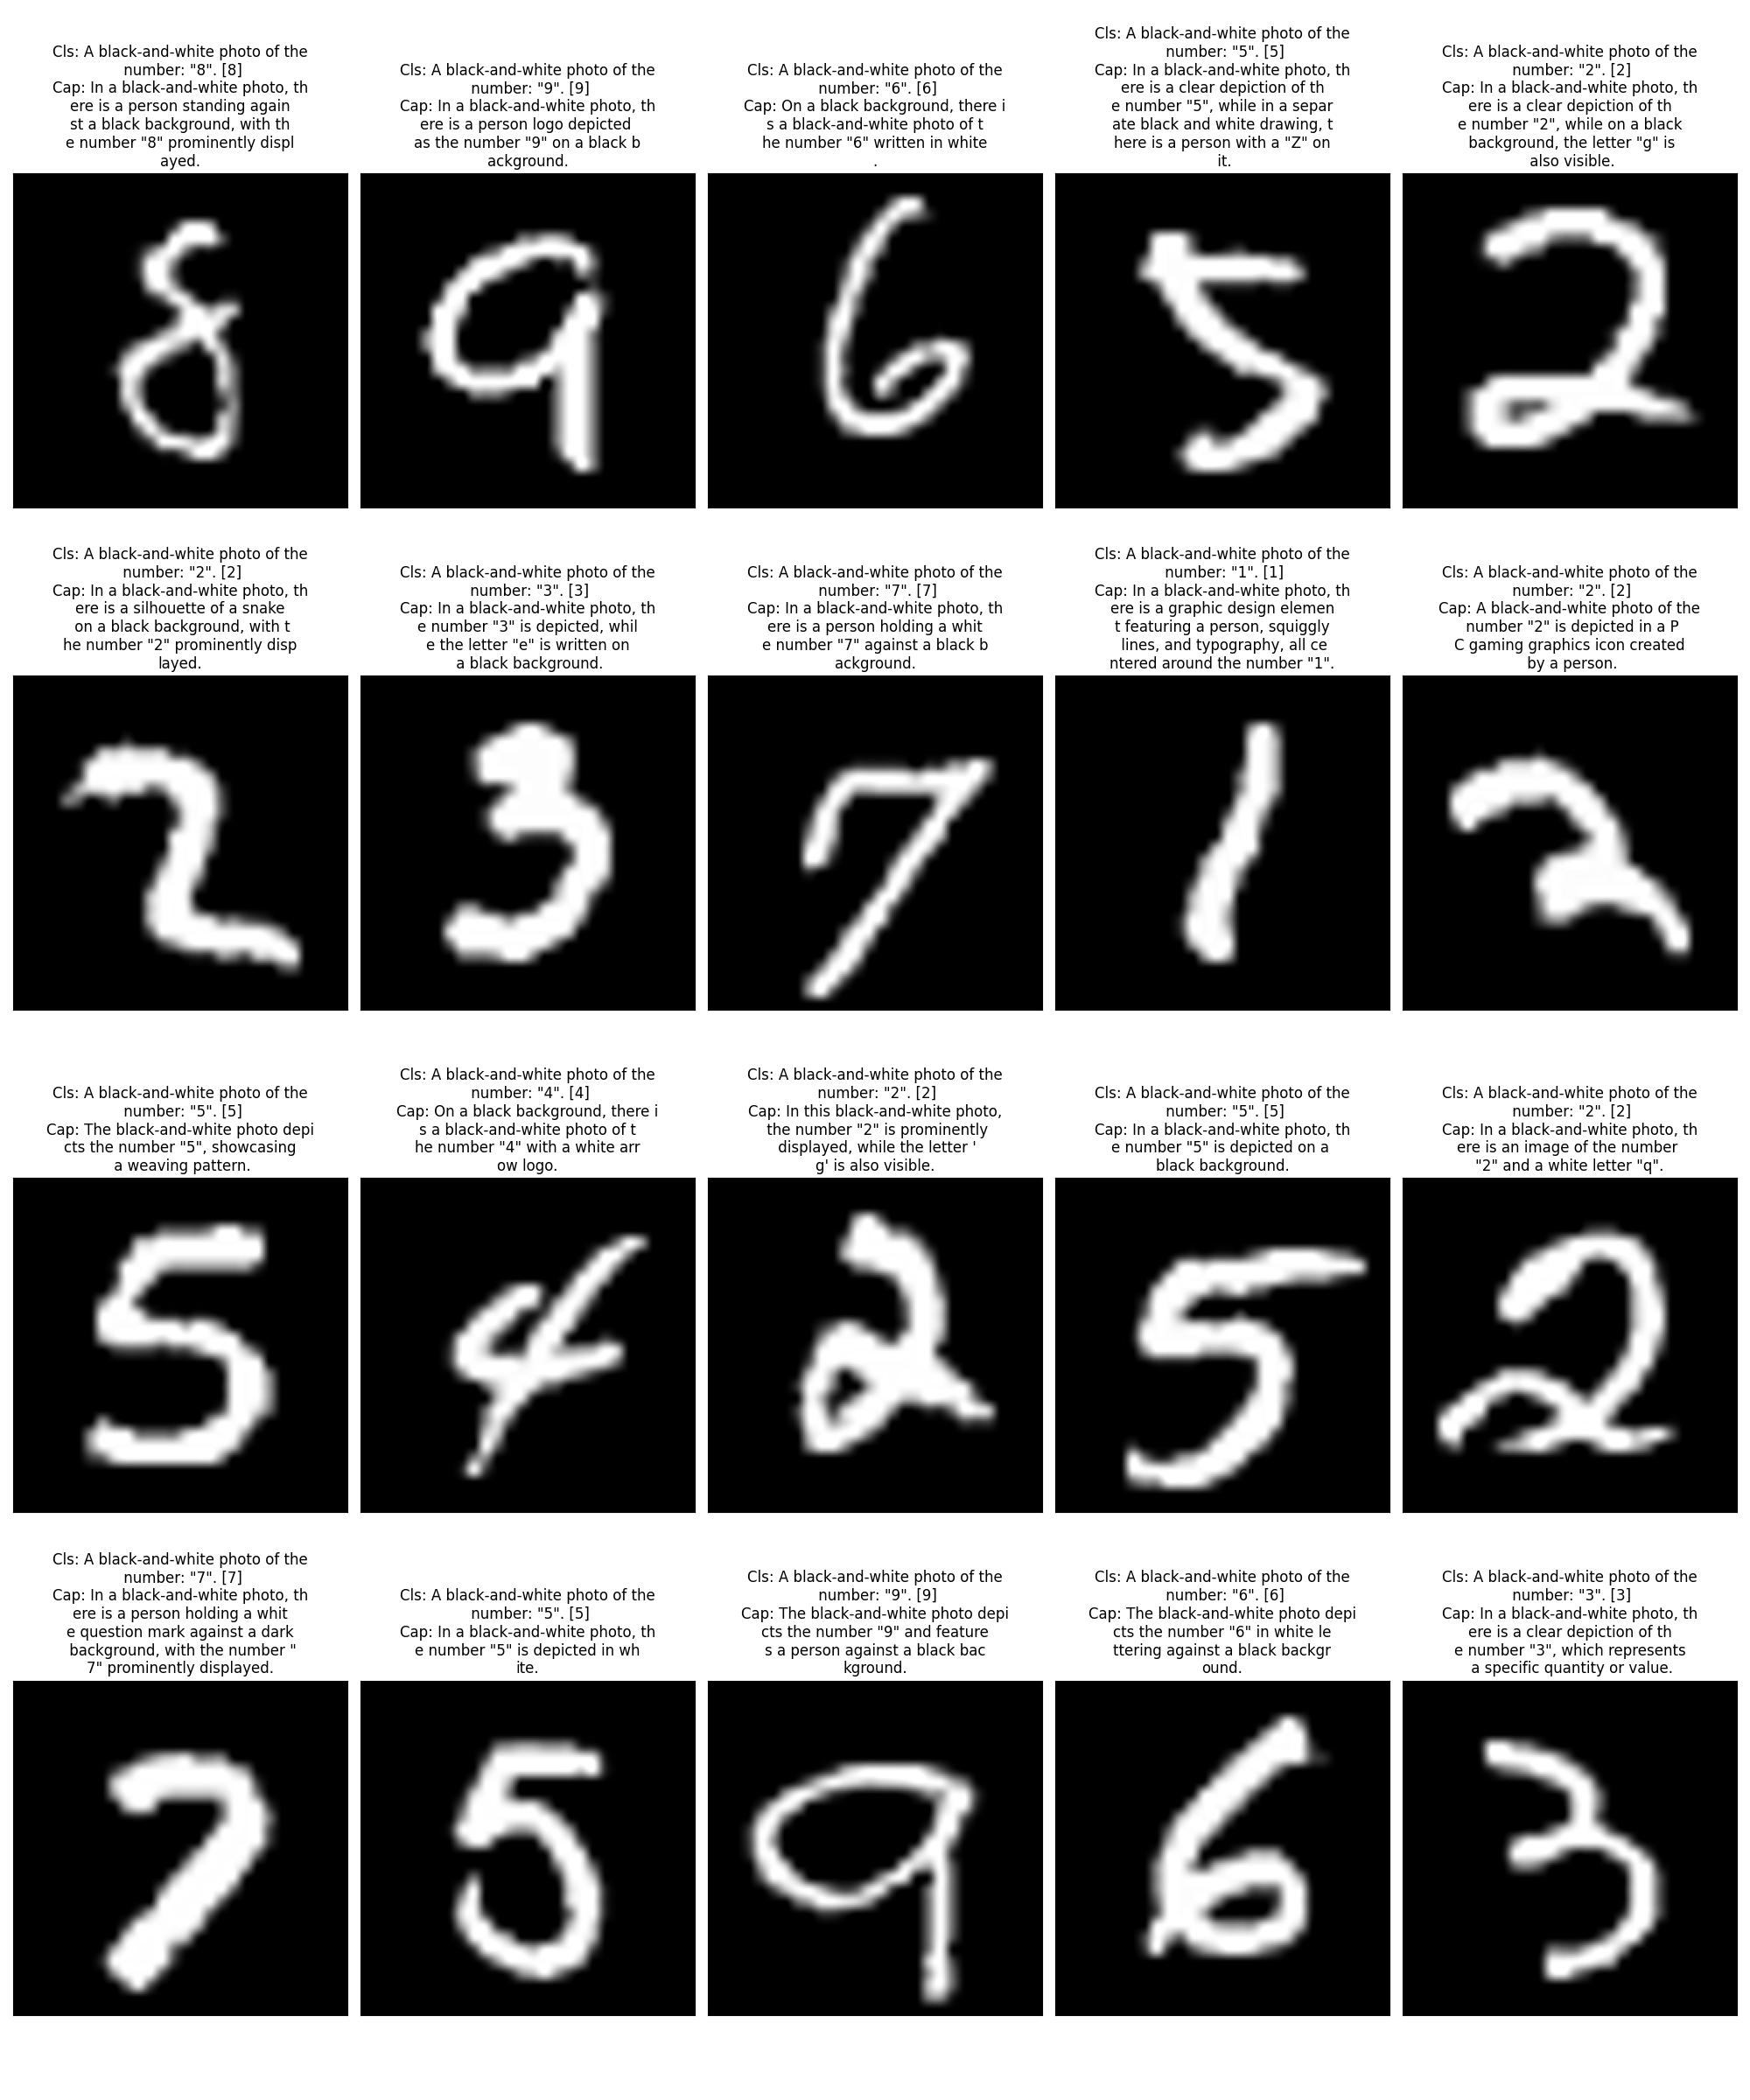 Cls: A black-and-white photo of the
number: "8". [8]
Cap: In a black-and-white photo, th
ere is a person standing again
st a black background, with th
e number "8" prominently displ
ayed.
8
Cls: A black-and-white photo of the
number: "9". [9]
Cap: In a black-and-white photo, th
ere is a person logo depicted
as the number "9" on a black b
ackground.
9
Cls: A black-and-white photo of the
number: "6". [6]
Cap: On a black background, there i
s a black-and-white photo of t
he number "6" written in white
.
6
Cls: A black-and-white photo of the
number: "5". [5]
Cap: In a black-and-white photo, th
ere is a clear depiction of th
e number "5", while in a separ
ate black and white drawing, t
here is a person with a "Z" on
it.
5
Cls: A black-and-white photo of the
number: "2". [2]
Cap: In a black-and-white photo, th
ere is a clear depiction of th
e number "2", while on a black
background, the letter "g" is
also visible.
2
Cls: A black-and-white photo of the
number: "2". [2]
Cap: In a black-and-white photo, th
ere is a silhouette of a snake
on a black background, with t
he number "2" prominently disp
layed.
2
Cls: A black-and-white photo of the
number: "3". [3]
Cap: In a black-and-white photo, th
e number "3" is depicted, whil
e the letter "e" is written on
a black background.
3
Cls: A black-and-white photo of the
number: "7". [7]
Cap: In a black-and-white photo, th
ere is a person holding a whit
e number "7" against a black b
ackground.
7
Cls: A black-and-white photo of the
number: "1". [1]
Cap: In a black-and-white photo, th
ere is a graphic design elemen
t featuring a person, squiggly
lines, and typography, all ce
ntered around the number "1".
1
Cls: A black-and-white photo of the
number: "2". [2]
Cap: A black-and-white photo of the
number "2" is depicted in a P
C gaming graphics icon created
by a person.
2
Cls: A black-and-white photo of the
number: "5". [5]
Cap: The black-and-white photo depi
cts the number "5", showcasing
a weaving pattern.
5
Cls: A black-and-white photo of the
number: "4". [4]
Cap: On a black background, there i
s a black-and-white photo of t
he number "4" with a white arr
ow logo.
4
Cls: A black-and-white photo of the
number: "2". [2]
Cap: In this black-and-white photo,
the number "2" is prominently
displayed, while the letter '
g' is also visible.
2
Cls: A black-and-white photo of the
number: "5". [5]
Cap: In a black-and-white photo, th
e number "5" is depicted on a
black background.
5
Cls: A black-and-white photo of the
number: "2". [2]
Cap: In a black-and-white photo, th
ere is an image of the number
"2" and a white letter "q".
2
Cls: A black-and-white photo of the
number: "7". [7]
Cap: In a black-and-white photo, th
ere is a person holding a whit
e question mark against a dark
background, with the number "
7" prominently displayed.
7
Cls: A black-and-white photo of the
number: "5". [5]
Cap: In a black-and-white photo, th
e number "5" is depicted in wh
ite.
5
Cls: A black-and-white photo of the
number: "9". [9]
Cap: The black-and-white photo depi
cts the number "9" and feature
s a person against a black bac
kground.
9
Cls: A black-and-white photo of the
number: "6". [6]
Cap: The black-and-white photo depi
cts the number "6" in white le
ttering against a black backgr
ound.
6
Cls: A black-and-white photo of the
number: "3". [3]
Cap: In a black-and-white photo, th
ere is a clear depiction of th
e number "3", which represents
a specific quantity or value.
3